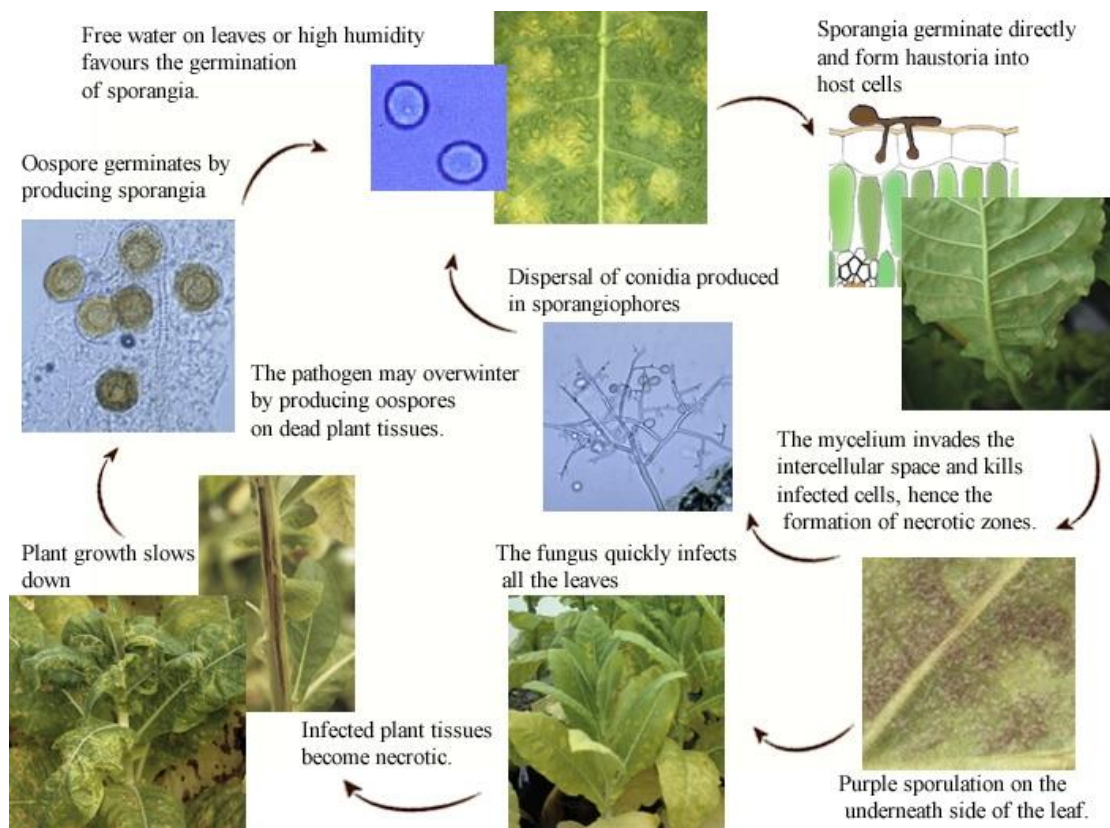 Free water on leaves or high humidity
favours the germination
of sporangia.
Sporangia germinate directly
and form haustoria into
host cells
Oospore germinates by
producing sporangia
Dispersal of conidia produced
in sporangiophores
The pathogen may overwinter
by producing oospores
on dead plant tissues.
The mycelium invades the
intercellular space and kills
infected cells, hence the
formation of necrotic zones.
Plant growth slows
down
The fungus quickly infects
all the leaves
Infected plant tissues
become necrotic.
Purple sporulation on the
underneath side of the leaf.